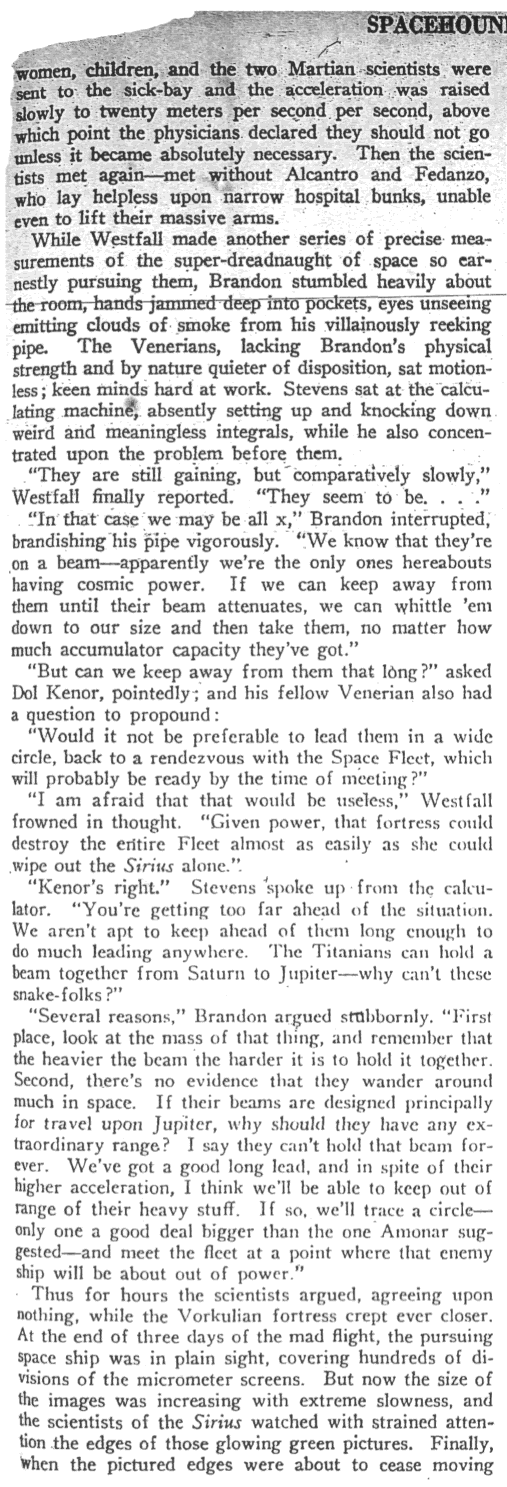 SPACEHOUN
women, children, and the two Martian scientists were
sent to the sick-bay and the acceleration was raised
slowly to twenty meters per second per second, above
which point the physicians declared they should not go
unless it became absolutely necessary. Then the scien-
tists met again—met without Alcantro and Fedanzo,
who lay helpless upon narrow hospital bunks, unable
even to lift their massive arms.
While Westfall made another series of precise mea-
surements of the super-dreadnaught of space so ear-
nestly pursuing them, Brandon stumbled heavily about
the room, hands jammed deep into pockets, eyes unseeing
emitting clouds of smoke from his villainously reeking
pipe. The Venerians, lacking Brandon's physical
strength and by nature quieter of disposition, sat motion-
less; keen minds hard at work. Stevens sat at the calcu-
lating machine, absently setting up and knocking down
weird and meaningless integrals, while he also concen-
trated upon the problem before them.
"They are still gaining, but comparatively slowly,"
Westfall finally reported. "They seem to be. . . ."
"In that case we may be all x," Brandon interrupted,
brandishing his pipe vigorously. "We know that they're
on a beam—apparently we're the only ones hereabouts
having cosmic power. If we can keep away from
them until their beam attenuates, we can whittle 'em
down to our size and then take them, no matter how
much accumulator capacity they've got."
"But can we keep away from them that long?" asked
Dol Kenor, pointedly; and his fellow Venerian also had
a question to propound:
"Would it not be preferable to lead them in a wide
circle, back to a rendezvous with the Space Fleet, which
will probably be ready by the time of meeting?"
"I am afraid that that would be useless," Westfall
frowned in thought. "Given power, that fortress could
destroy the entire Fleet almost as easily as she could
wipe out the Sirius alone."
"Kenor's right." Stevens spoke up from the calcu-
lator. "You're getting too far ahead of the situation.
We aren't apt to keep ahead of them long enough to
do much leading anywhere. The Titanians can hold a
beam together from Saturn to Jupiter—why can't these
snake-folks?"
"Several reasons," Brandon argued stubbornly. "First
place, look at the mass of that thing, and remember that
the heavier the beam the harder it is to hold it together.
Second, there's no evidence that they wander around
much in space. If their beams are designed principally
for travel upon Jupiter, why should they have any ex-
traordinary range? I say they can't hold that beam for-
ever. We've got a good long lead, and in spite of their
higher acceleration, I think we'll be able to keep out of
range of their heavy stuff. If so, we'll trace a circle—
only one a good deal bigger than the one Amonar sug-
gested—and meet the fleet at a point where that enemy
ship will be about out of power."
Thus for hours the scientists argued, agreeing upon
nothing, while the Vorkulian fortress crept ever closer.
At the end of three days of the mad flight, the pursuing
space ship was in plain sight, covering hundreds of di-
visions of the micrometer screens. But now the size of
the images was increasing with extreme slowness, and
the scientists of the Sirius watched with strained atten-
tion the edges of those glowing green pictures. Finally,
when the pictured edges were about to cease moving